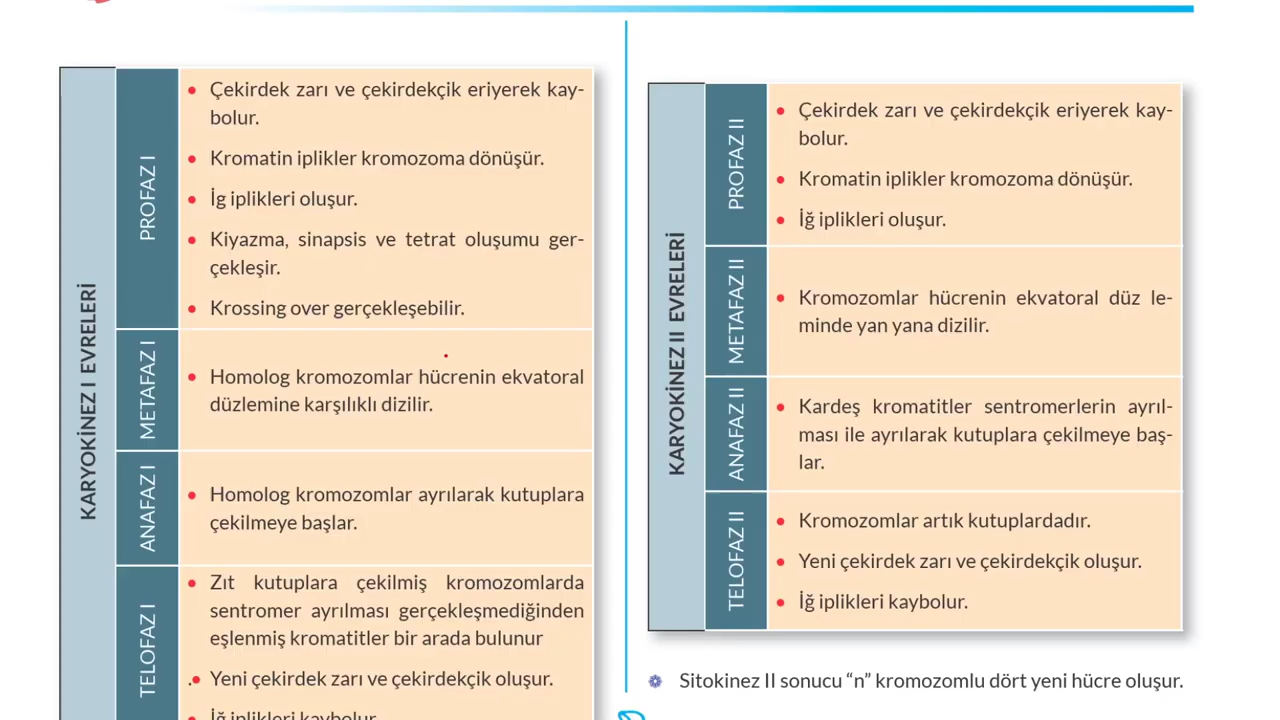 KARYOKİNEZ I EVRELERİ
PROFAZ I
• Çekirdek zarı ve çekirdekçik eriyerek kay-
bolur.
• Kromatin iplikler kromozoma dönüşür.
• İg iplikleri oluşur.
• Kiyazma, sinapsis ve tetrat oluşumu ger-
çekleşir.
• Krossing over gerçekleşebilir.
METAFAZ I
• Homolog kromozomlar hücrenin ekvatoral
düzlemine karşılıklı dizilir.
ANAFAZ I
• Homolog kromozomlar ayrılarak kutuplara
çekilmeye başlar.
TELOFAZ I
• Zıt kutuplara çekilmiş kromozomlarda
sentromer ayrılması gerçekleşmediğinden
eşlenmiş kromatitler bir arada bulunur
• Yeni çekirdek zarı ve çekirdekçik oluşur.
• İğ iplikleri kaybolur
KARYOKİNEZ II EVRELERİ
PROFAZ II
• Çekirdek zarı ve çekirdekçik eriyerek kay-
bolur.
• Kromatin iplikler kromozoma dönüşür.
• İğ iplikleri oluşur.
METAFAZ II
• Kromozomlar hücrenin ekvatoral düz le-
minde yan yana dizilir.
ANAFAZ II
• Kardeş kromatitler sentromerlerin ayrıl-
ması ile ayrılarak kutuplara çekilmeye baş-
lar.
TELOFAZ II
• Kromozomlar artık kutuplardadır.
• Yeni çekirdek zarı ve çekirdekçik oluşur.
• İğ iplikleri kaybolur.
Sitokinez II sonucu “n” kromozomlu dört yeni hücre oluşur.